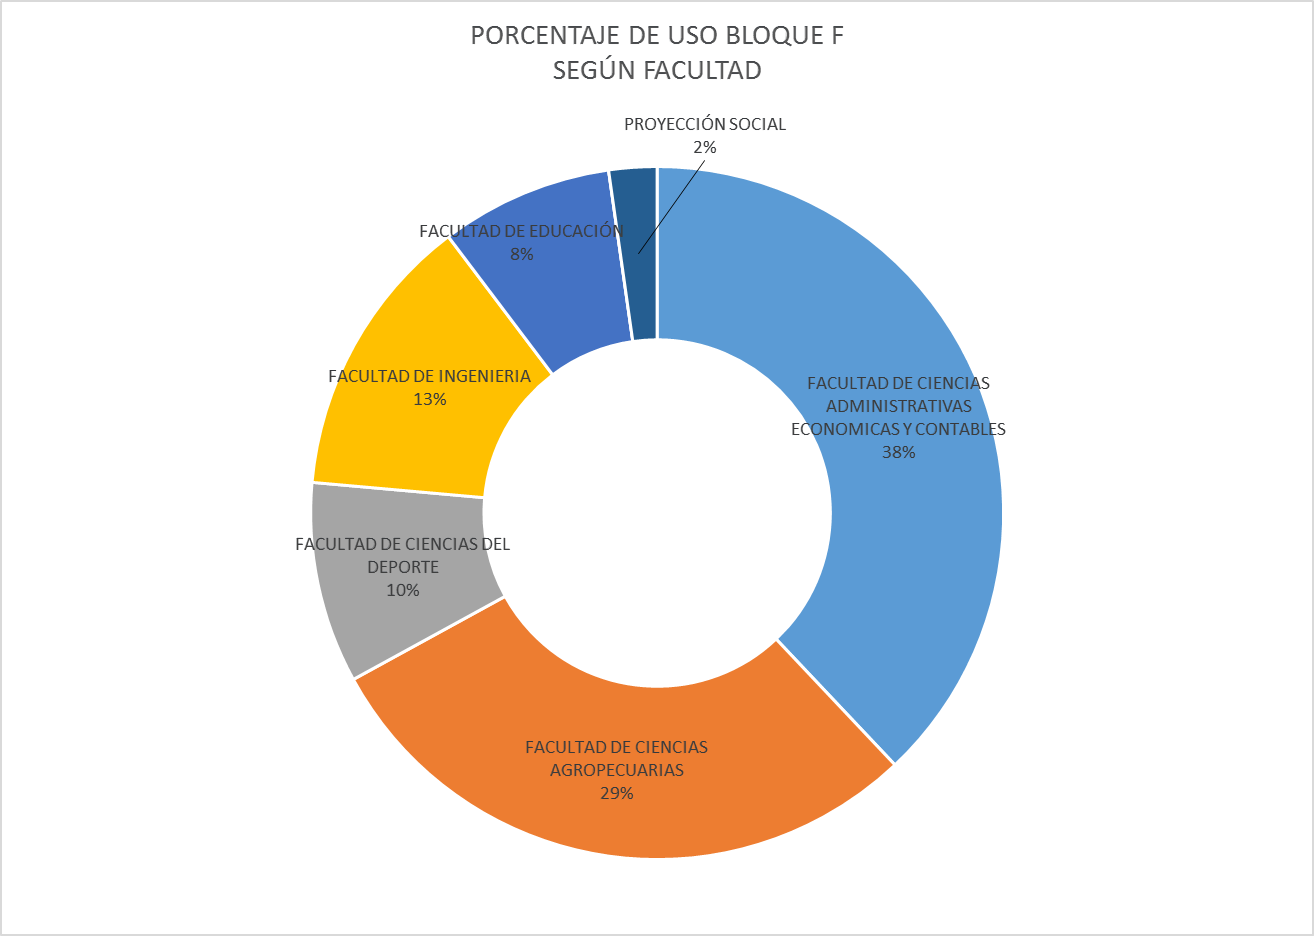 PORCENTAJE DE USO BLOQUE F
SEGÚN FACULTAD
PROYECCIÓN SOCIAL
2%
FACULTAD DE EDUCACIÓN
8%
FACULTAD DE INGENIERIA
13%
FACULTAD DE CIENCIAS
ADMINISTRATIVAS
ECONOMICAS Y CONTABLES
38%
FACULTAD DE CIENCIAS DEL
DEPORTE
10%
FACULTAD DE CIENCIAS
AGROPECUARIAS
29%